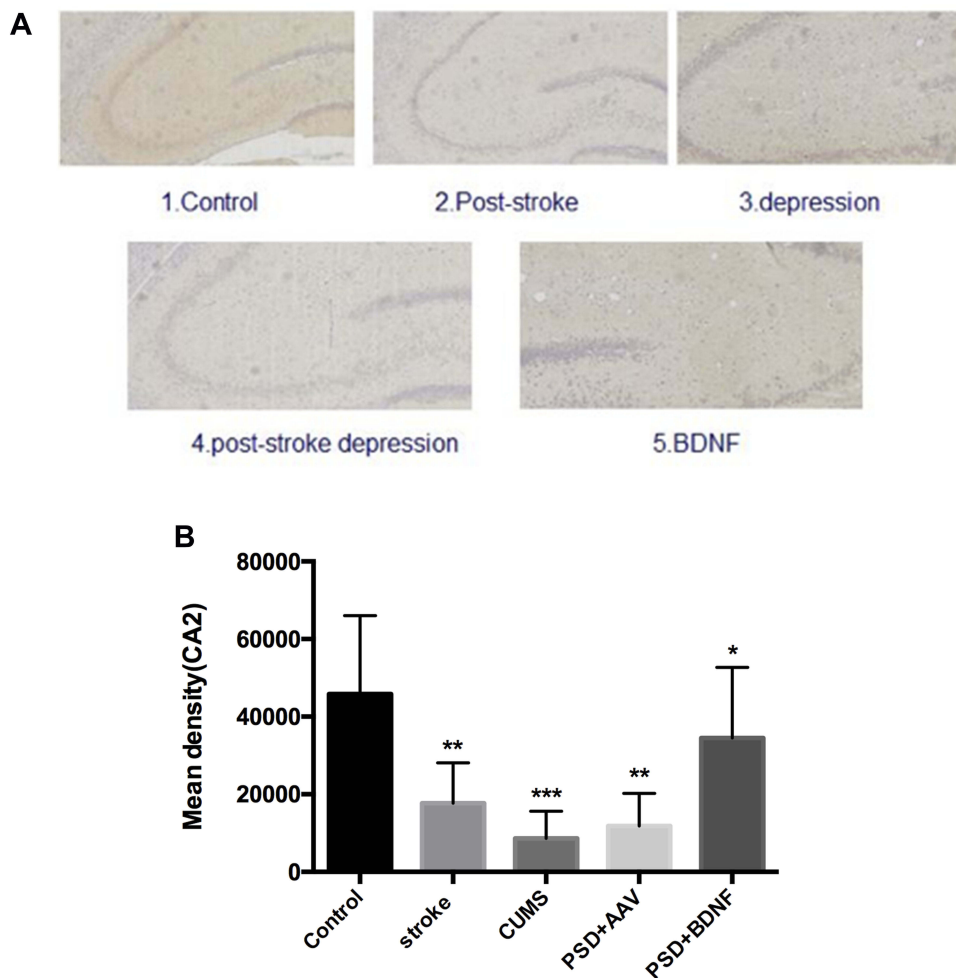 A
1.Control
2.Post-stroke
3.depression
4.post-stroke depression
5.BDNF
B
Mean density(CA2)
80000
60000
40000
20000
0
**
***
**
*
Control
stroke
CUMS
PSD+AAV
PSD+BDNF